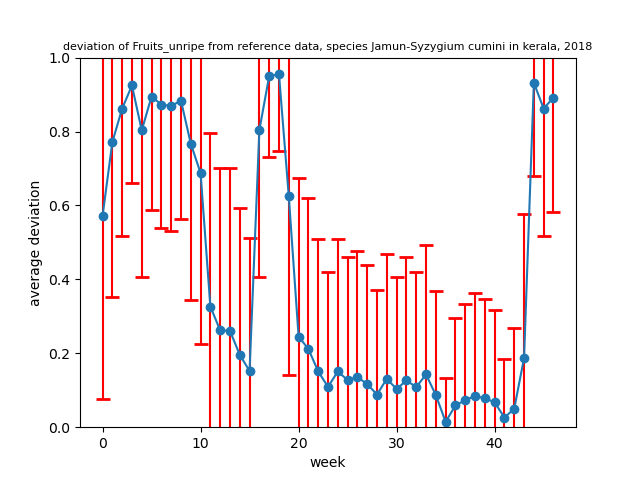 deviation of Fruits_unripe from reference data, species Jamun-Syzygium cumini in kerala, 2018
1.0
0.8
0.6
0.4
0.2
0.0
average deviation
0 10 20 30 40
week